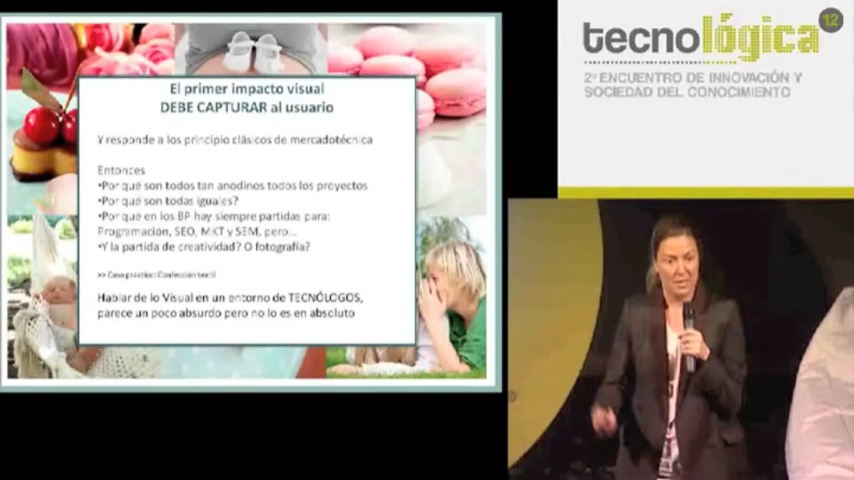 El primer impacto visual
DEBE CAPTURAR al usuario
Y responde a los principio clásicos de mercadotécnica
Entonces
•Por qué son todos tan anodinos todos los proyectos
•Por qué son todas iguales?
•Por qué en los BP hay siempre partidas para:
Programación, SEO, MKT y SEM, pero...
•Y la partida de creatividad? O fotografía?
>> Caso práctico: Confección textil
Hablar de lo Visual en un entorno de TECNÓLOGOS,
parece un poco absurdo pero no lo es en absoluto
tecnológica 12
2º ENCUENTRO DE INNOVACIÓN Y
SOCIEDAD DEL CONOCIMIENTO